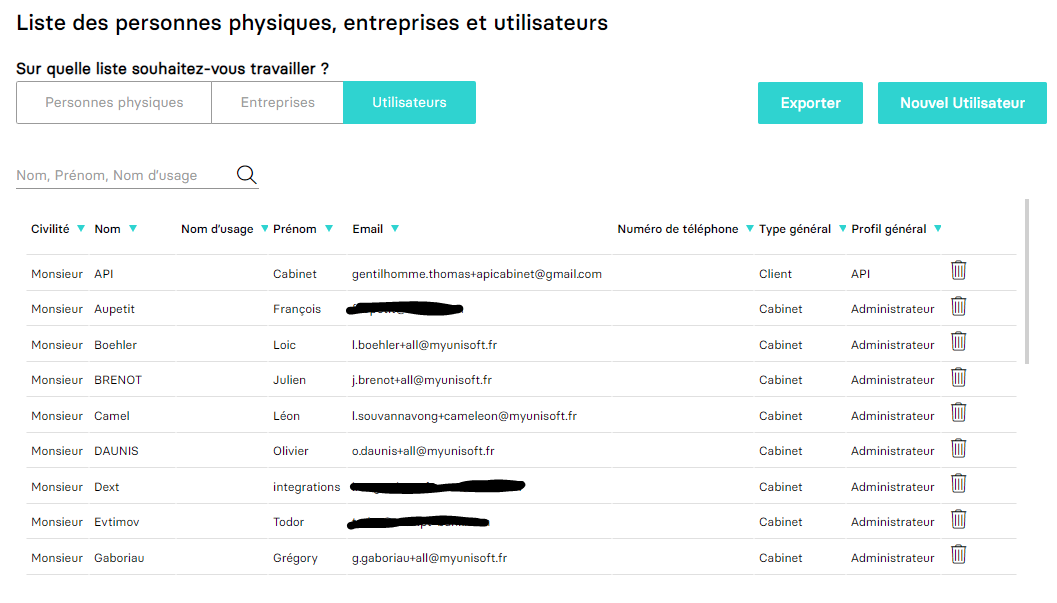 Liste des personnes physiques, entreprises et utilisateurs
Sur quelle liste souhaitez-vous travailler ?
Personnes physiques Entreprises Utilisateurs Exporter Nouvel Utilisateur
Nom, Prénom, Nom d'usage
Civilité Nom Nom d'usage Prénom Email Numéro de téléphone Type général Profil général
Monsieur API Cabinet gentilhomme.thomas+apicabinet@gmail.com Client API
Monsieur Aupetit François Cabinet Administrateur
Monsieur Boehler Loic l.boehler+all@myunisoft.fr Cabinet Administrateur
Monsieur BRENOT Julien j.brenot+all@myunisoft.fr Cabinet Administrateur
Monsieur Camel Léon l.souvannavong+cameleon@myunisoft.fr Cabinet Administrateur
Monsieur DAUNIS Olivier o.daunis+all@myunisoft.fr Cabinet Administrateur
Monsieur Dext integrations Cabinet Administrateur
Monsieur Evtimov Todor Cabinet Administrateur
Monsieur Gaboriau Grégory g.gaboriau+all@myunisoft.fr Cabinet Administrateur